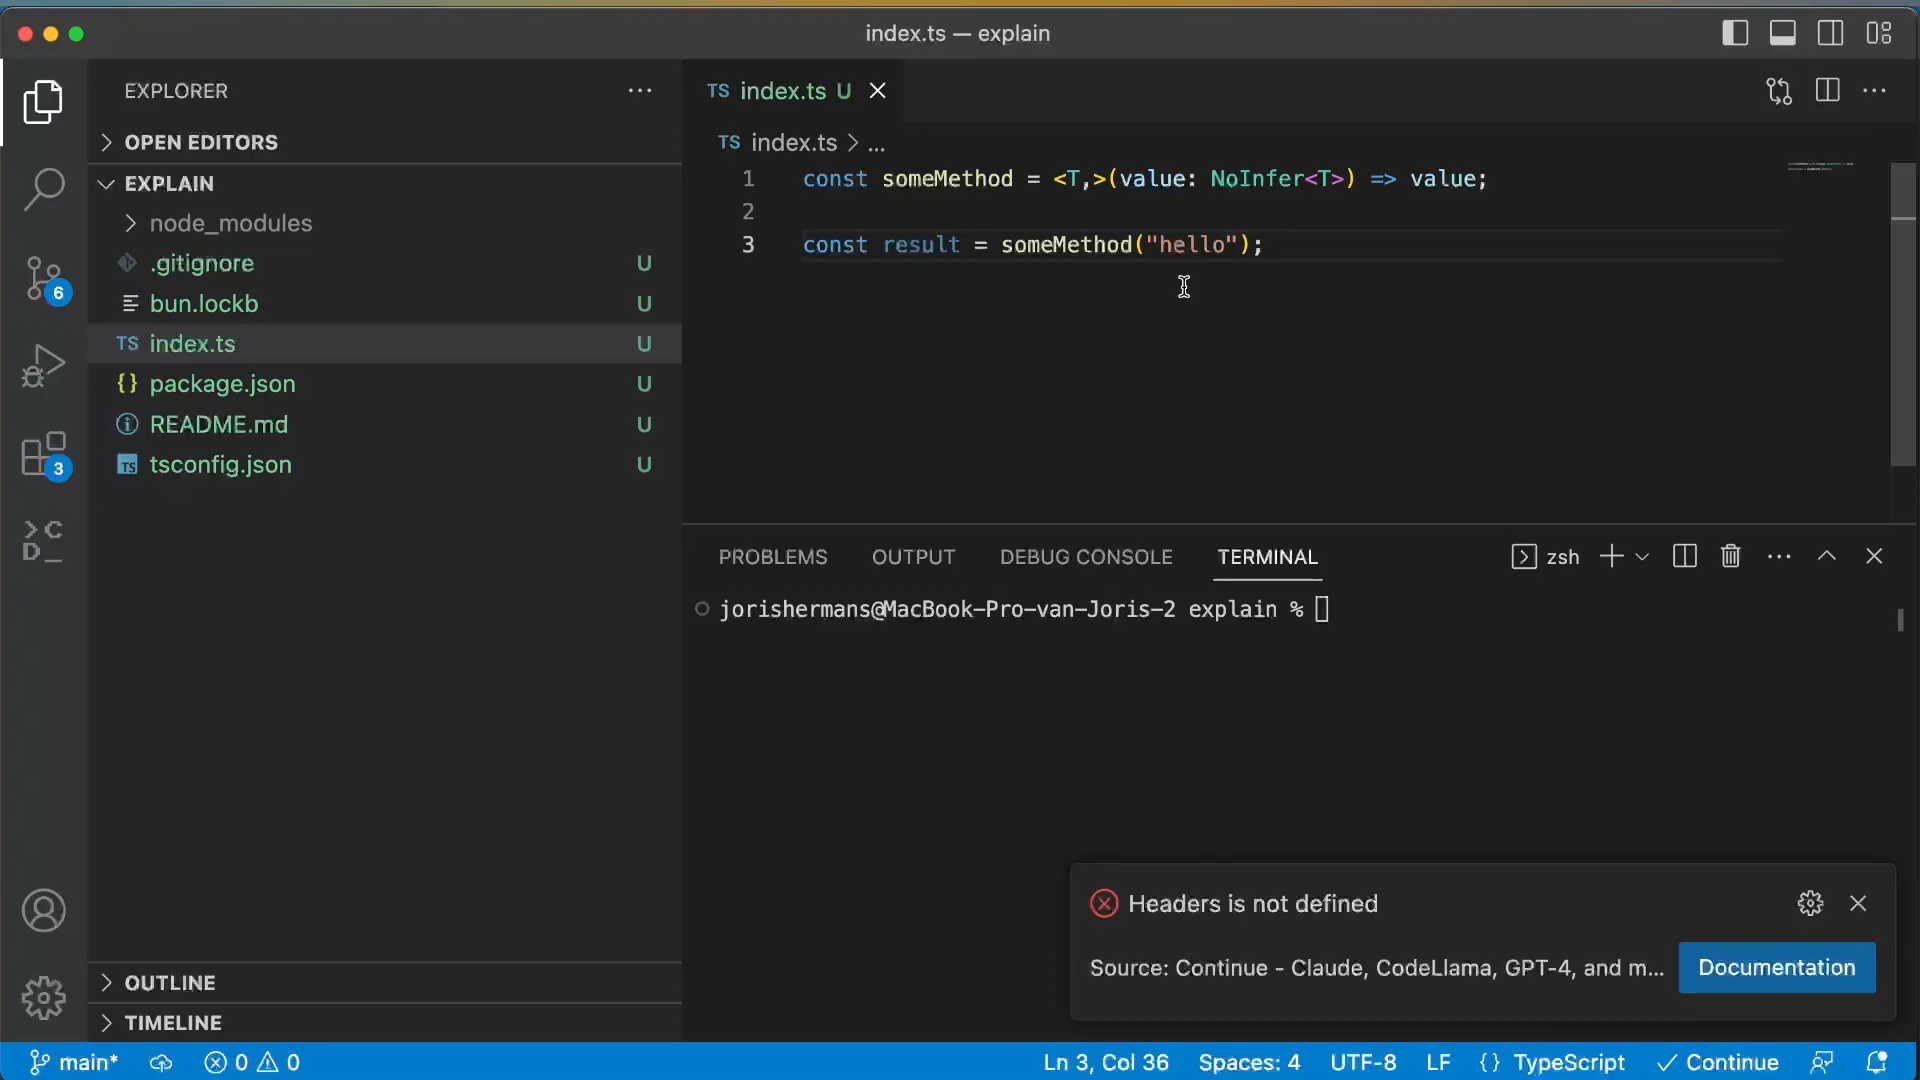 index.ts — explain
EXPLORER
OPEN EDITORS
EXPLAIN
node_modules
.gitignore U
bun.lockb U
TS index.ts U
{} package.json U
README.md U
TS tsconfig.json U
OUTLINE
TIMELINE
6
3
>C
D_
TS index.ts U
TS index.ts > ...
1 const someMethod = <T,>(value: NoInfer<T>) => value;
2
3 const result = someMethod("hello");
PROBLEMS OUTPUT DEBUG CONSOLE TERMINAL zsh
jorishermans@MacBook-Pro-van-Joris-2 explain %
Headers is not defined
Source: Continue - Claude, CodeLlama, GPT-4, and m... Documentation
main* 0 0 Ln 3, Col 36 Spaces: 4 UTF-8 LF {} TypeScript Continue